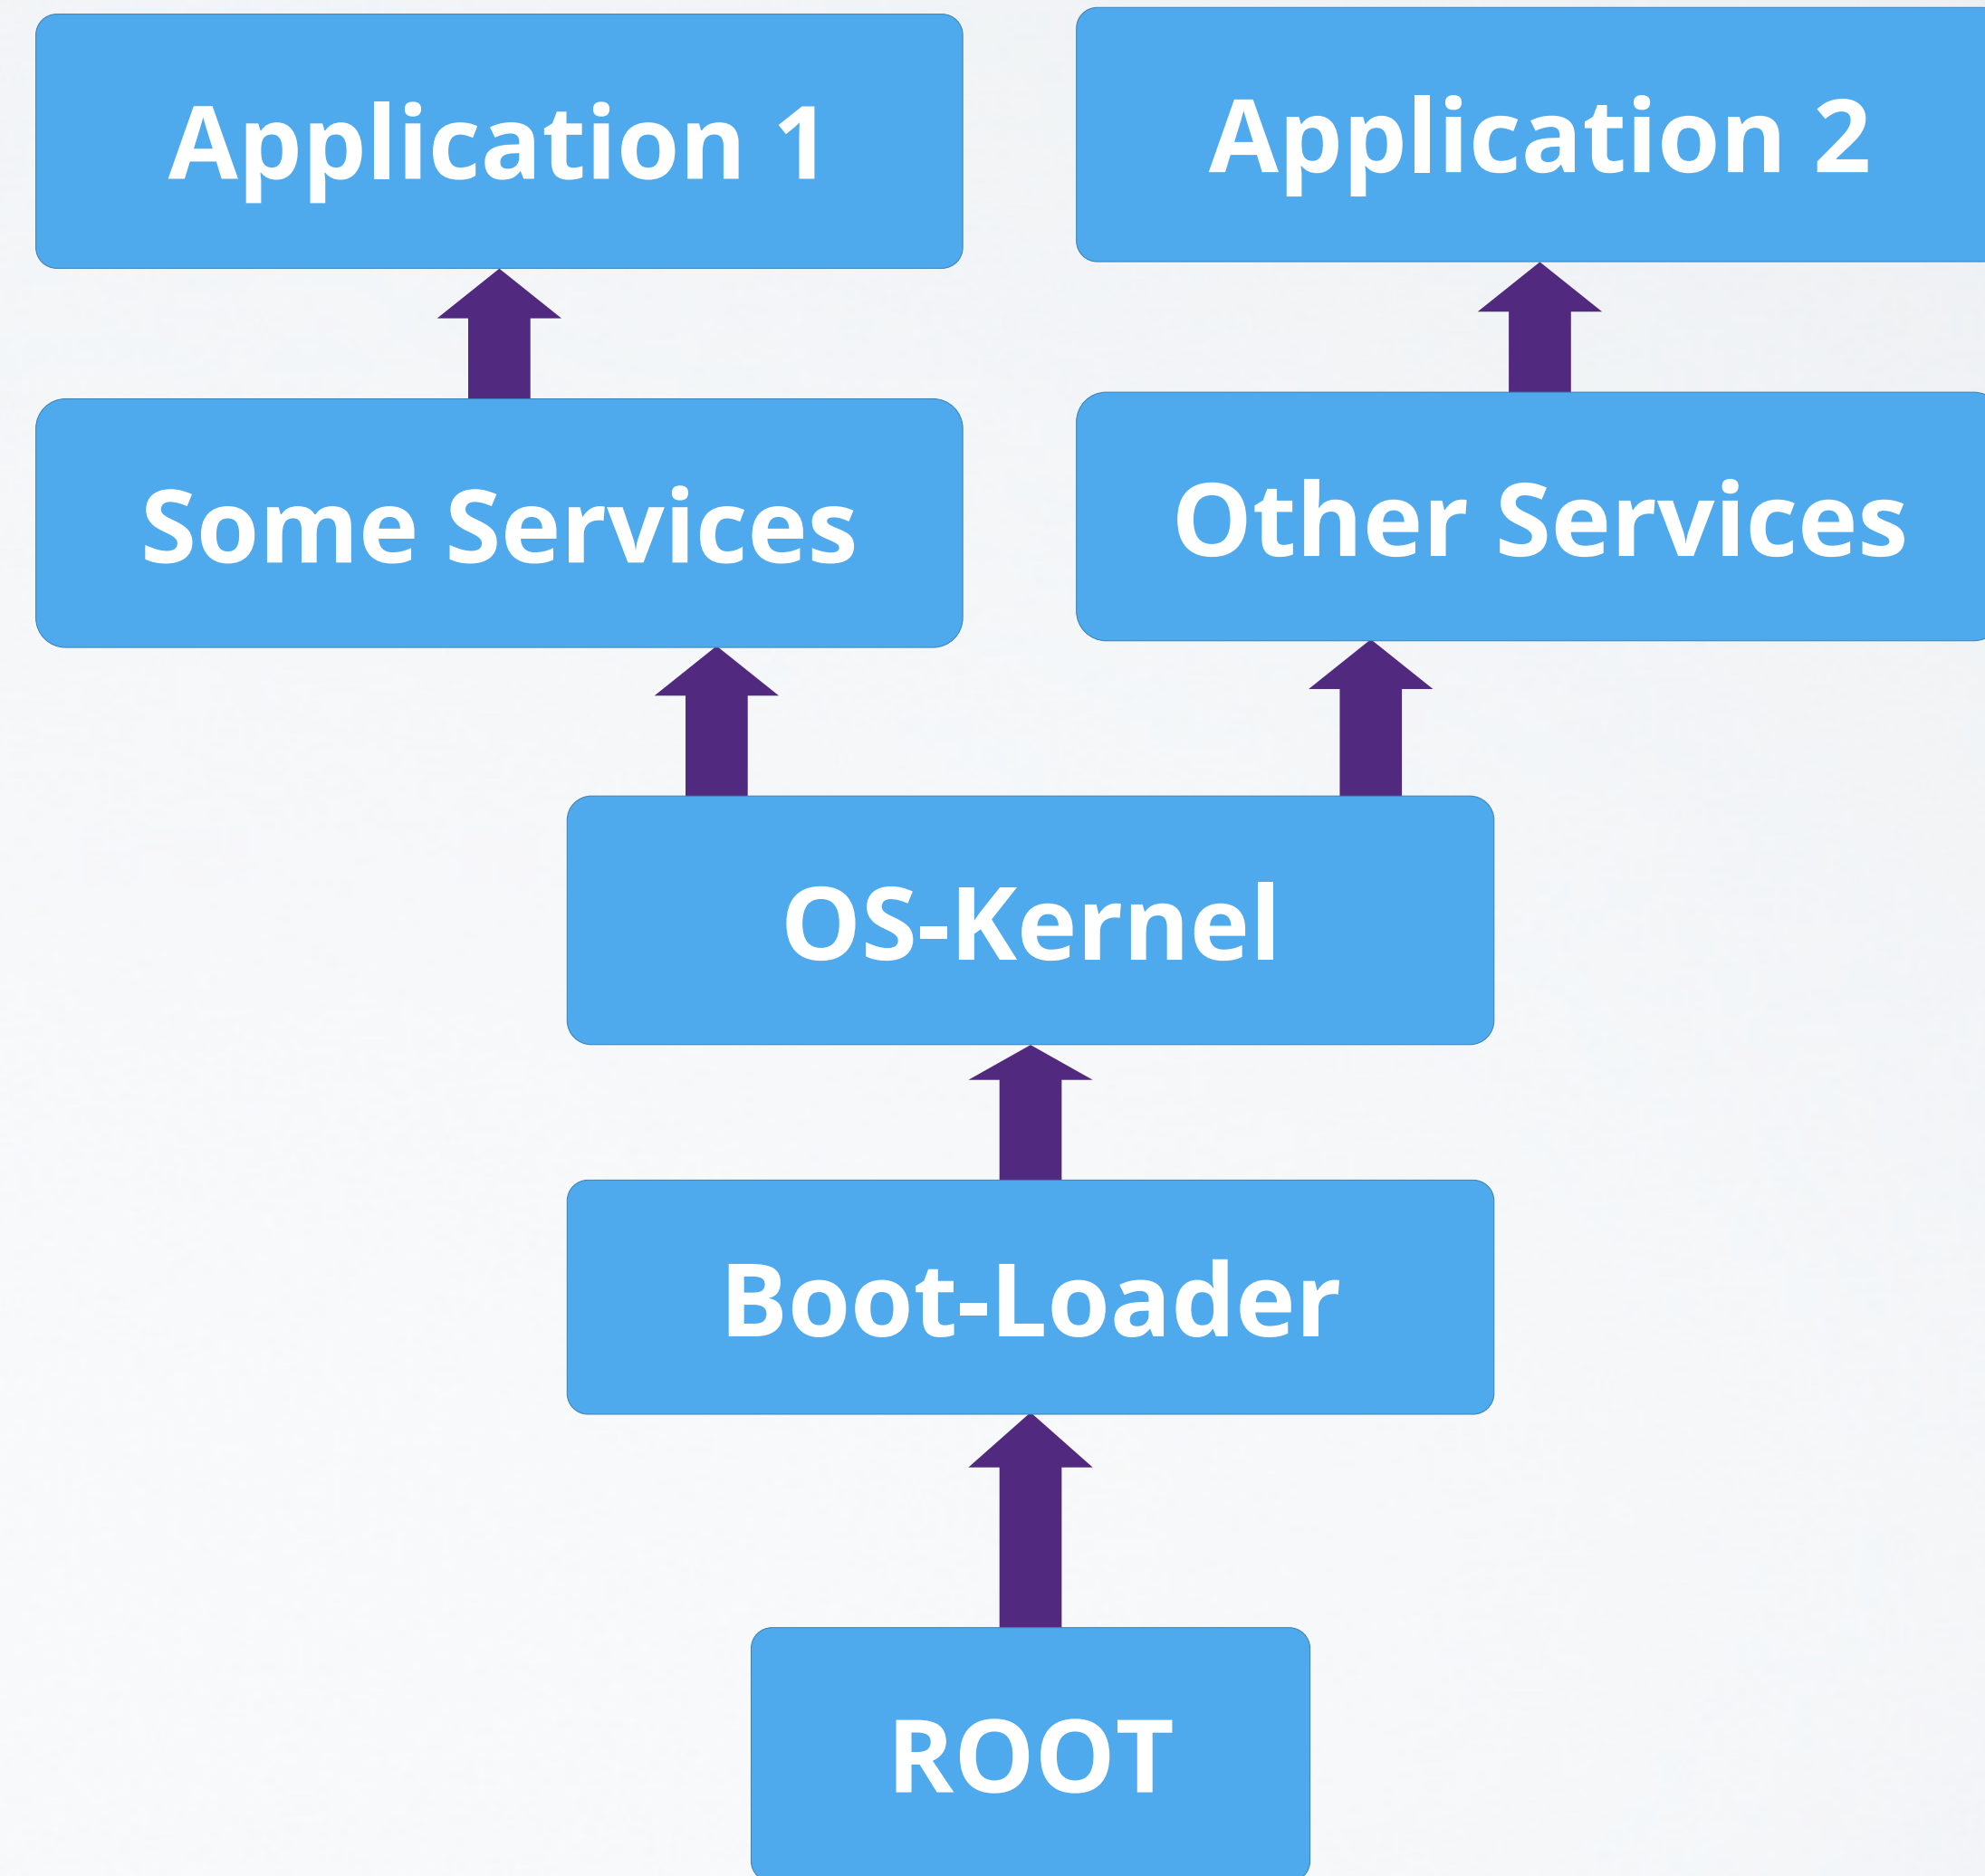 Application 1
Application 2
Some Services
Other Services
OS-Kernel
Boot-Loader
ROOT